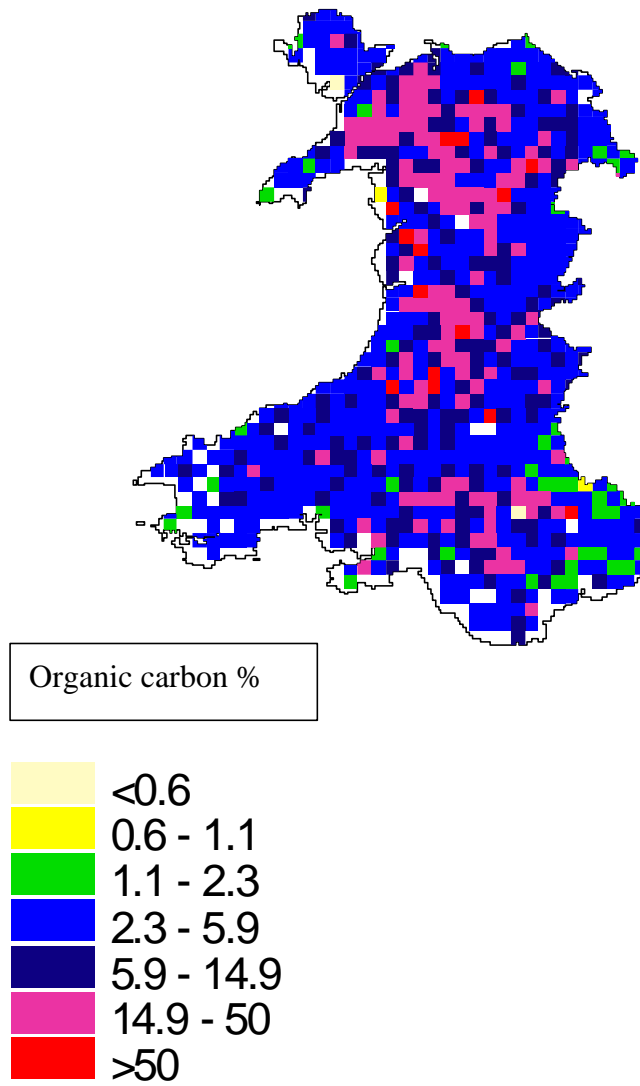 Organic carbon %
<0.6
0.6 - 1.1
1.1 - 2.3
2.3 - 5.9
5.9 - 14.9
14.9 - 50
>50